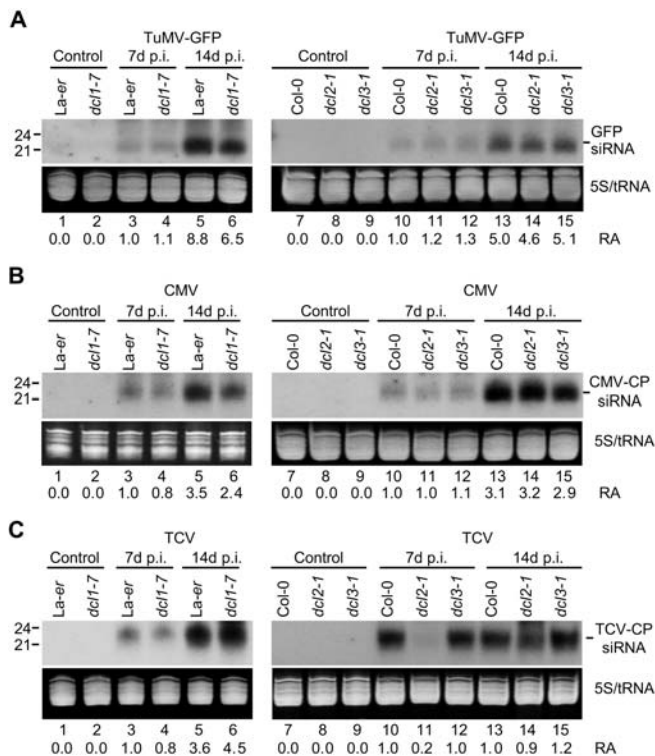 A
TuMV-GFP
Control 7d p.i. 14d p.i.
La-er dcl1-7 La-er dcl1-7 La-er dcl1-7
24
21
1 2 3 4 5 6
0.0 0.0 1.0 1.1 8.8 6.5
TuMV-GFP
Control 7d p.i. 14d p.i.
Col-0 dcl2-1 dcl3-1 Col-0 dcl2-1 dcl3-1 Col-0 dcl2-1 dcl3-1
GFP
siRNA
5S/tRNA
7 8 9 10 11 12 13 14 15
0.0 0.0 0.0 1.0 1.2 1.3 5.0 4.6 5.1 RA
B
CMV
Control 7d p.i. 14d p.i.
La-er dcl1-7 La-er dcl1-7 La-er dcl1-7
24
21
1 2 3 4 5 6
0.0 0.0 1.0 0.8 3.5 2.4
CMV
Control 7d p.i. 14d p.i.
Col-0 dcl2-1 dcl3-1 Col-0 dcl2-1 dcl3-1 Col-0 dcl2-1 dcl3-1
CMV-CP
siRNA
5S/tRNA
7 8 9 10 11 12 13 14 15
0.0 0.0 0.0 1.0 1.0 1.1 3.1 3.2 2.9 RA
C
TCV
Control 7d p.i. 14d p.i.
La-er dcl1-7 La-er dcl1-7 La-er dcl1-7
24
21
1 2 3 4 5 6
0.0 0.0 1.0 0.8 3.6 4.5
TCV
Control 7d p.i. 14d p.i.
Col-0 dcl2-1 dcl3-1 Col-0 dcl2-1 dcl3-1 Col-0 dcl2-1 dcl3-1
TCV-CP
siRNA
5S/tRNA
7 8 9 10 11 12 13 14 15
0.0 0.0 0.0 1.0 0.2 1.0 1.0 0.9 1.2 RA